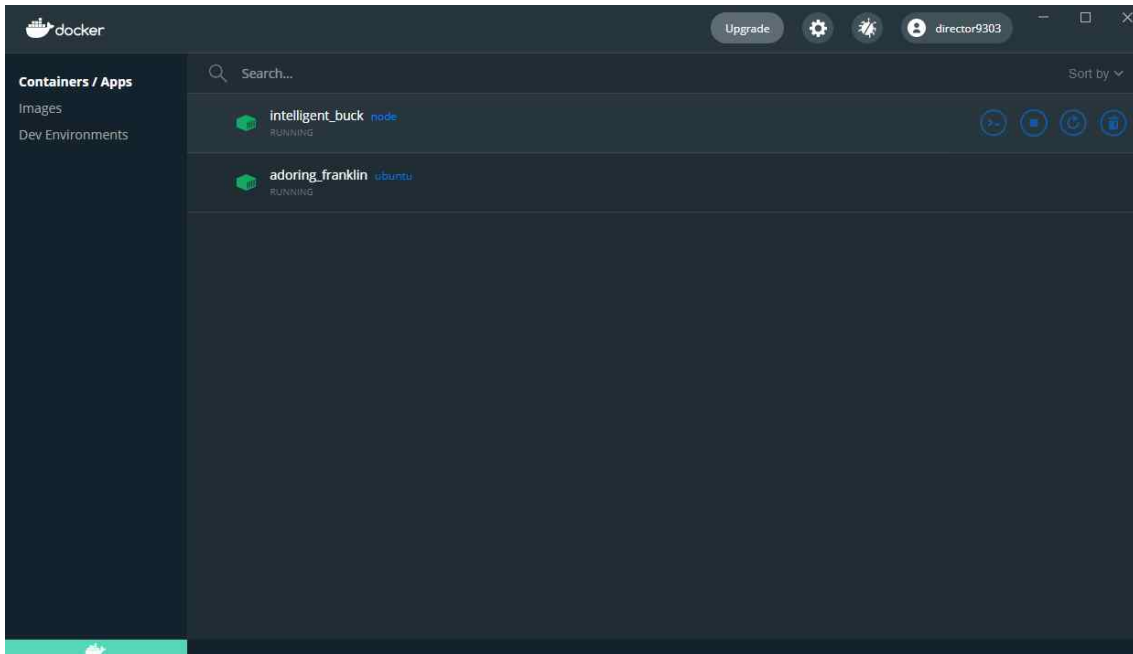 docker
Upgrade
director9303
Containers / Apps
Images
Dev Environments
Search...
Sort by
intelligent_buck node
RUNNING
adoring_franklin ubuntu
RUNNING